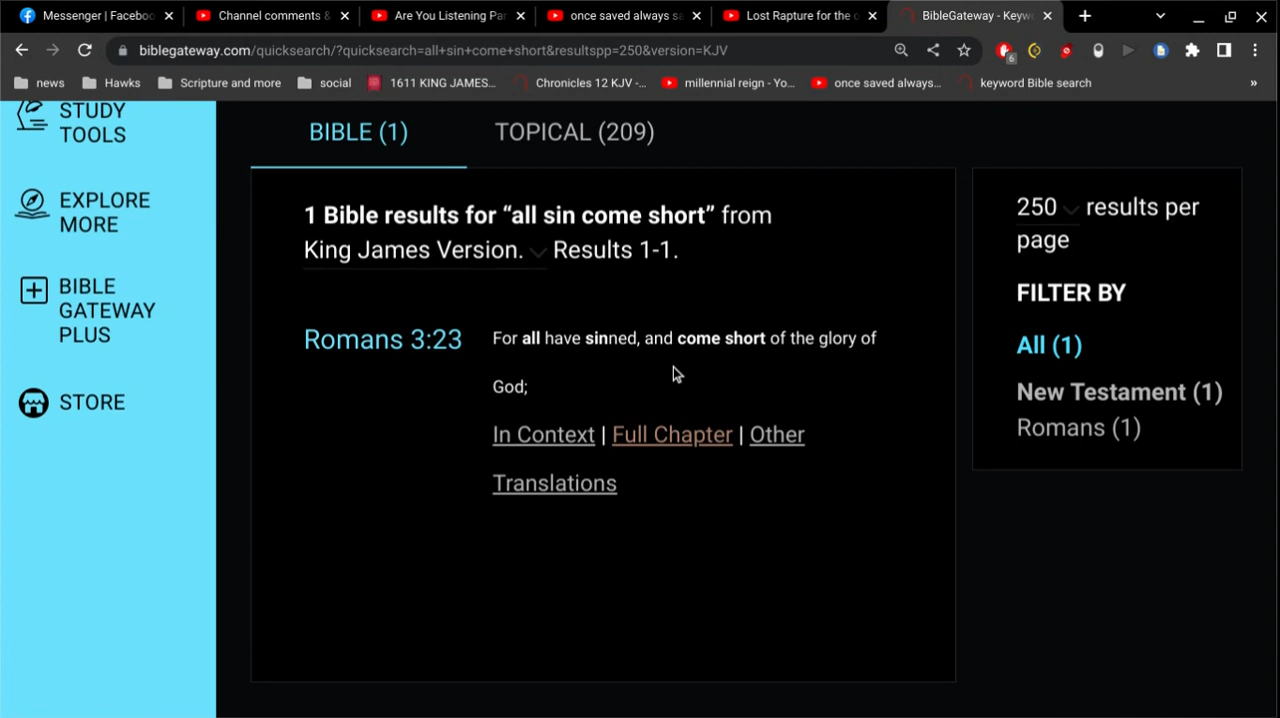 Messenger | Faceboo
Channel comments &
Are You Listening Par
once saved always sa
Lost Rapture for the o
BibleGateway - Keyw
biblegateway.com/quicksearch/?quicksearch=all+sin+come+short&resultspp=250&version=KJV
6
news
Hawks
Scripture and more
social
1611 KING JAMES...
Chronicles 12 KJV -...
millennial reign - Yo...
once saved always...
keyword Bible search
»
STUDY
TOOLS
EXPLORE
MORE
BIBLE
GATEWAY
PLUS
STORE
BIBLE (1)
TOPICAL (209)
1 Bible results for “all sin come short” from
King James Version. Results 1-1.
Romans 3:23
For all have sinned, and come short of the glory of
God;
In Context | Full Chapter | Other
Translations
250 results per
page
FILTER BY
All (1)
New Testament (1)
Romans (1)